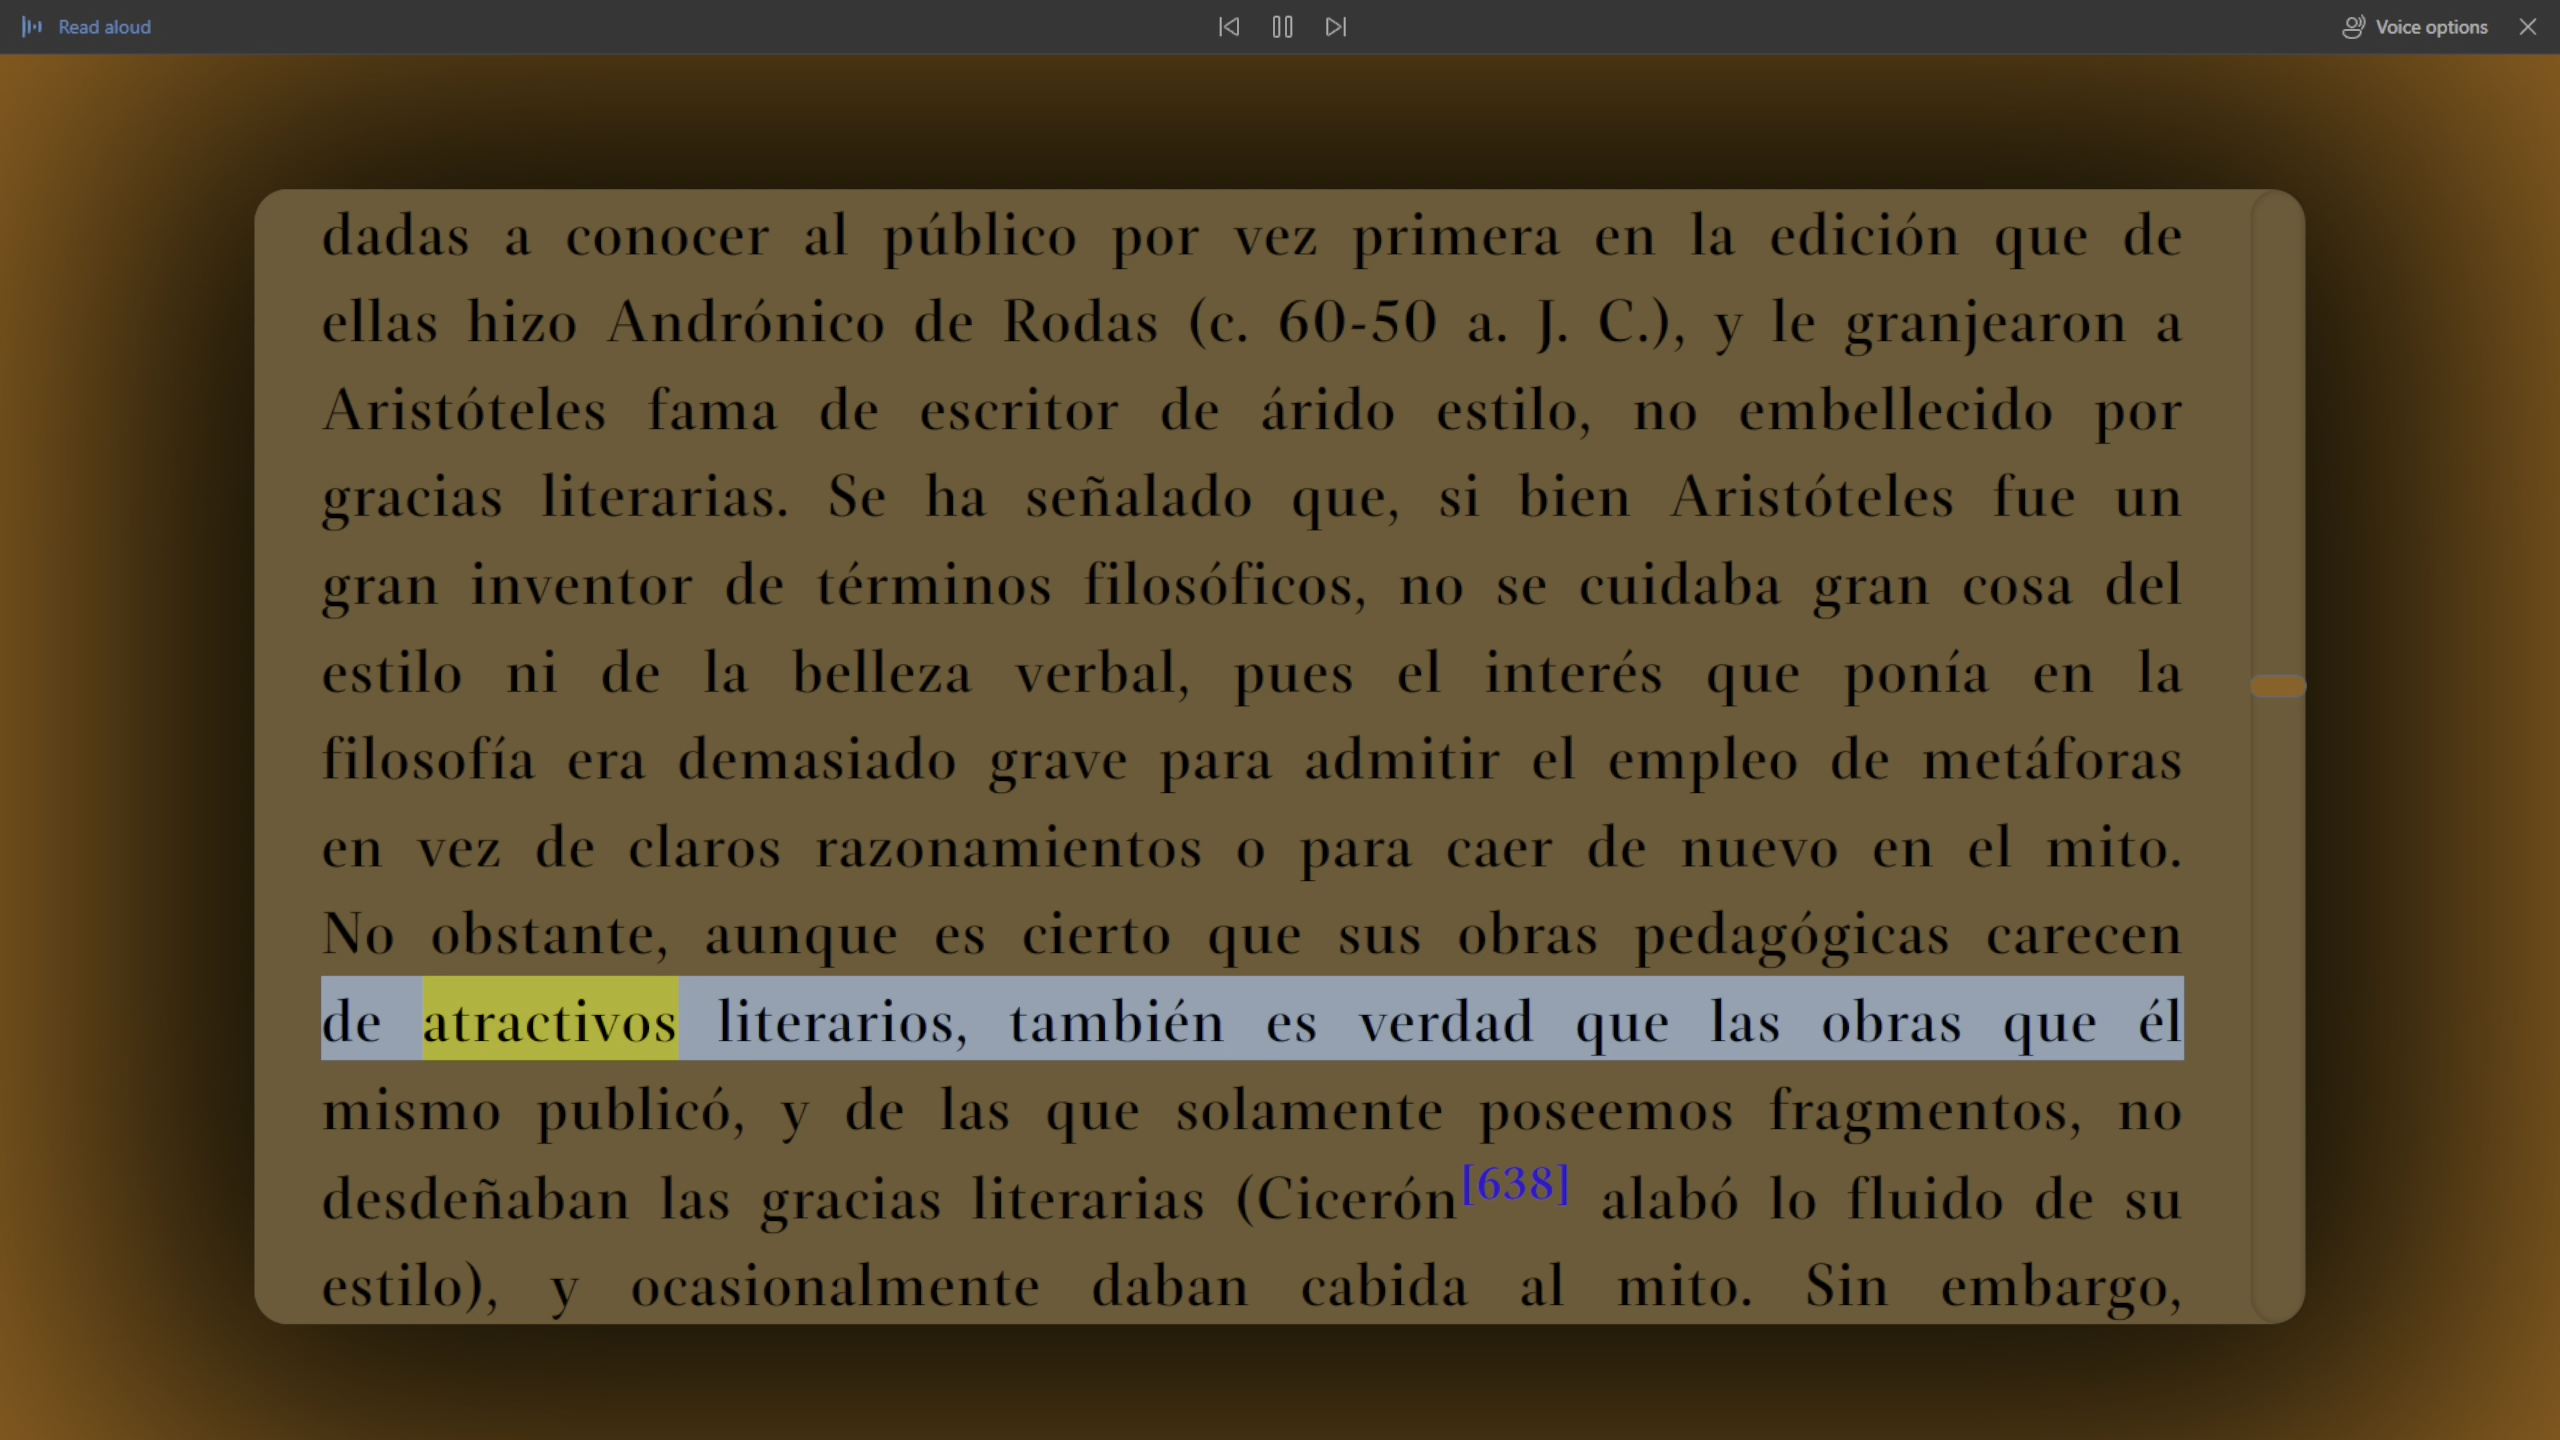 Read aloud
Voice options
dadas a conocer al público por vez primera en la edición que de
ellas hizo Andrónico de Rodas (c. 60-50 a. J. C.), y le granjearon a
Aristóteles fama de escritor de árido estilo, no embellecido por
gracias literarias. Se ha señalado que, si bien Aristóteles fue un
gran inventor de términos filosóficos, no se cuidaba gran cosa del
estilo ni de la belleza verbal, pues el interés que ponía en la
filosofía era demasiado grave para admitir el empleo de metáforas
en vez de claros razonamientos o para caer de nuevo en el mito.
No obstante, aunque es cierto que sus obras pedagógicas carecen
de atractivos literarios, también es verdad que las obras que él
mismo publicó, y de las que solamente poseemos fragmentos, no
desdeñaban las gracias literarias (Cicerón[638] alabó lo fluido de su
estilo), y ocasionalmente daban cabida al mito. Sin embargo,